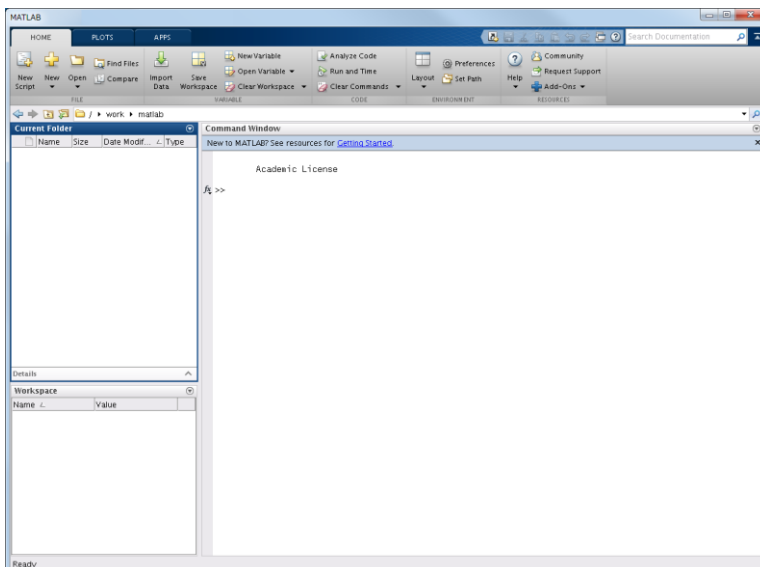 MATLAB
HOME PLOTS APPS Search Documentation
New Script New Open Find Files Compare Import Data Save Workspace New Variable Open Variable Clear Workspace Analyze Code Run and Time Clear Commands Layout Preferences Set Path Help Community Request Support Add-Ons
FILE VARIABLE CODE ENVIRONMENT RESOURCES
/ work matlab
Current Folder
Name Size Date Modif... Type
Details
Workspace
Name Value
Command Window
New to MATLAB? See resources for Getting Started.
Academic License
fx >>
Ready